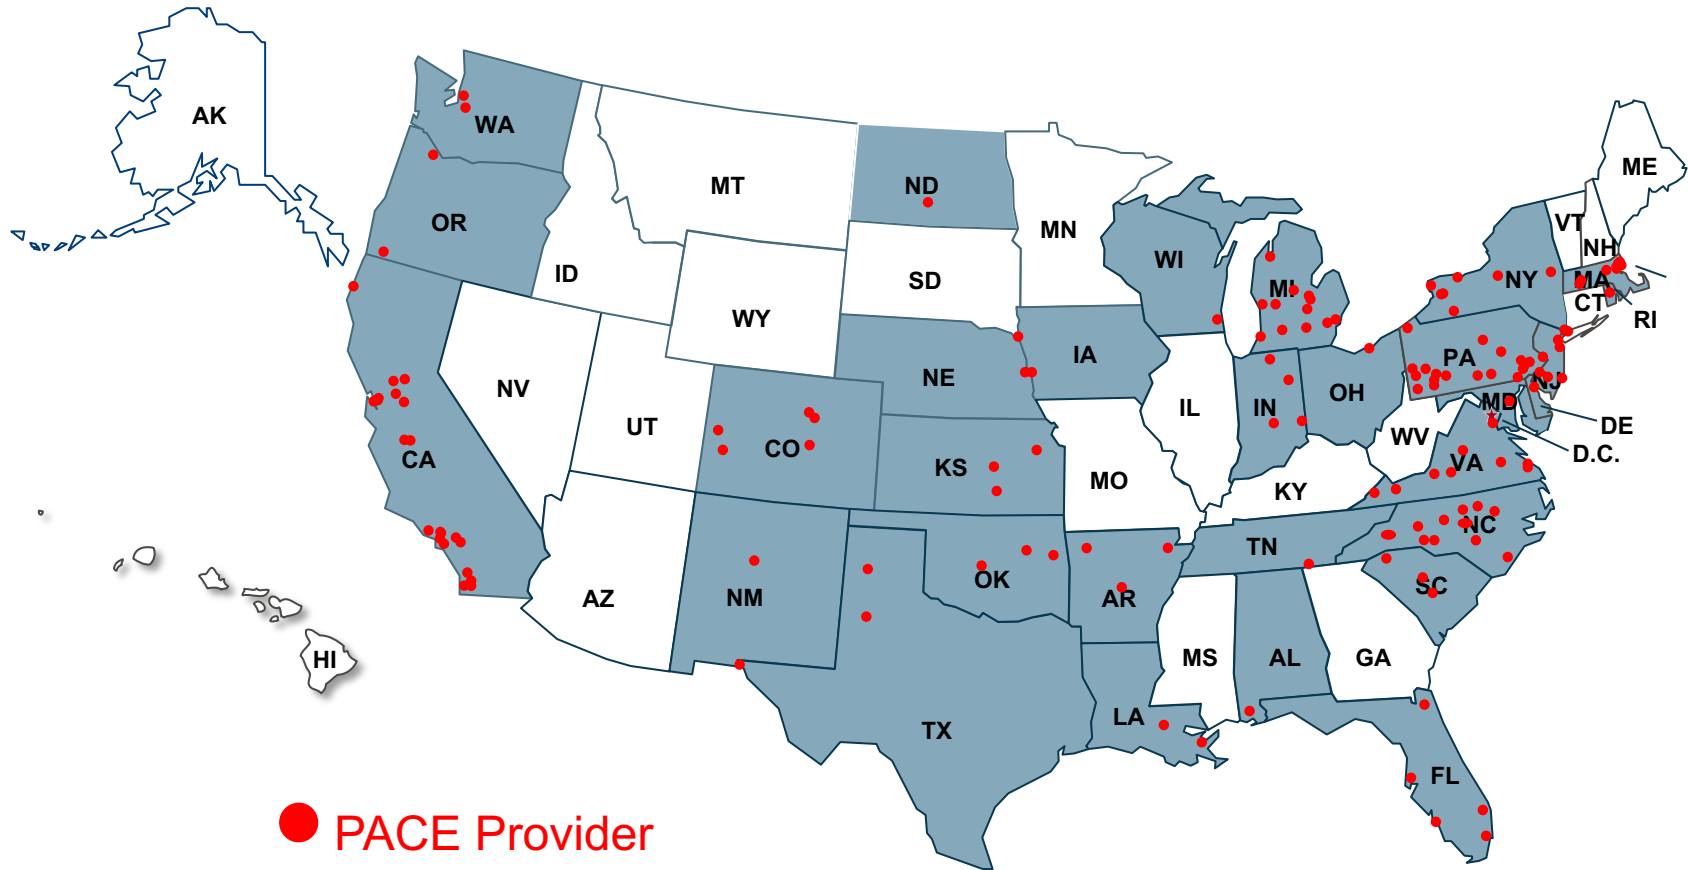 AK
WA
MT
ND
ME
OR
MN
VT
NH
ID
SD
WI
MI
NY
MA
CT
RI
WY
IA
PA
NV
NE
OH
NJ
IL
IN
MD
UT
CO
WV
DE
CA
KS
MO
KY
VA
D.C.
NC
TN
OK
AZ
NM
AR
SC
HI
MS
AL
GA
LA
TX
FL
PACE Provider